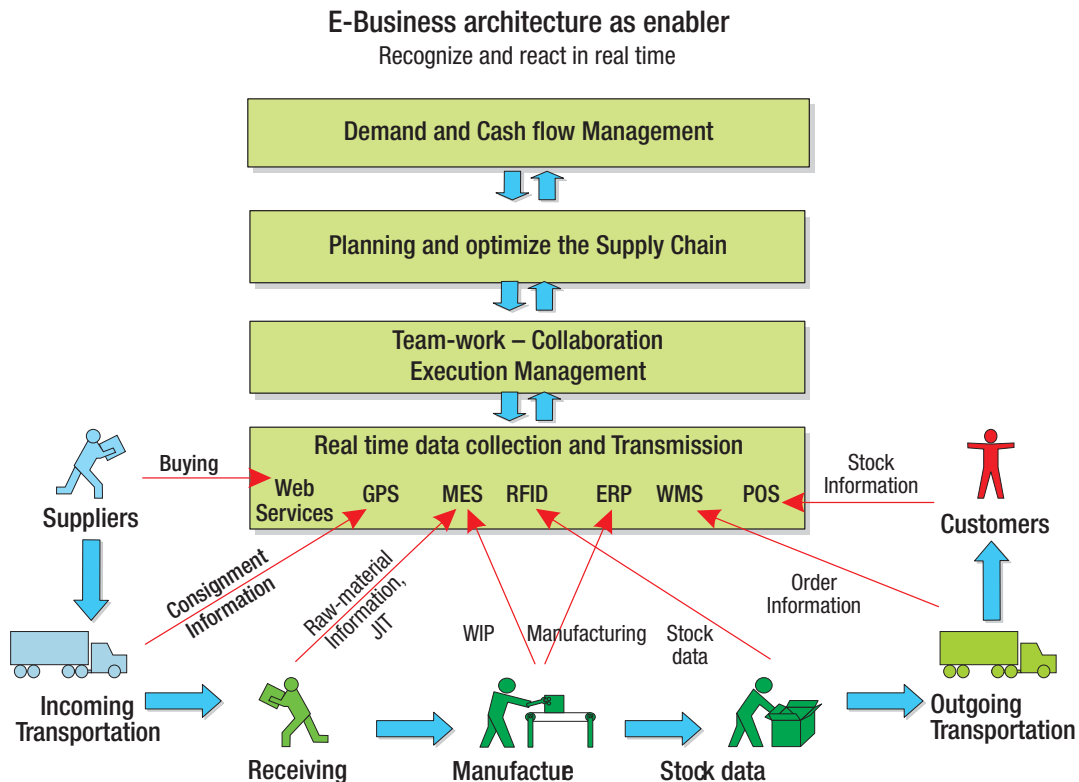 E-Business architecture as enabler
Recognize and react in real time
Demand and Cash flow Management
Planning and optimize the Supply Chain
Team-work – Collaboration
Execution Management
Real time data collection and Transmission
Web
Services
GPS
MES
RFID
ERP
WMS
POS
Buying
Stock
Information
Suppliers
Customers
Consignment
Information
Raw-material
Information,
JIT
WIP
Manufacturing
Stock
data
Order
Information
Incoming
Transportation
Receiving
Manufacture
Stock data
Outgoing
Transportation